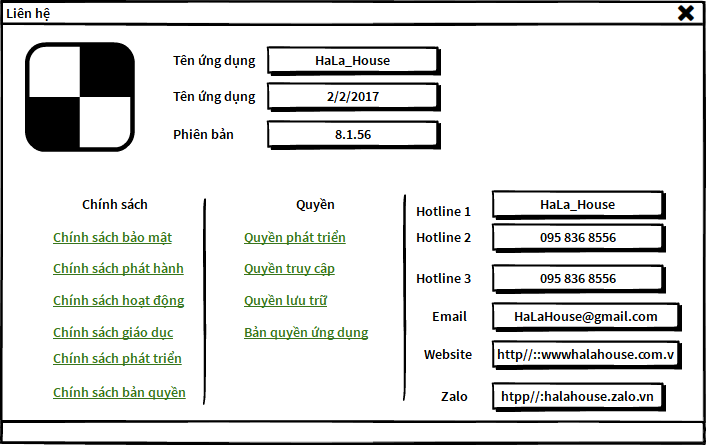 Liên hệ
Tên ứng dụng HaLa_House
Tên ứng dụng 2/2/2017
Phiên bản 8.1.56
Chính sách
Chính sách bảo mật
Chính sách phát hành
Chính sách hoạt động
Chính sách giáo dục
Chính sách phát triển
Chính sách bản quyền
Quyền
Quyền phát triển
Quyền truy cập
Quyền lưu trữ
Bản quyền ứng dụng
Hotline 1 HaLa_House
Hotline 2 095 836 8556
Hotline 3 095 836 8556
Email HaLaHouse@gmail.com
Website http//::wwwhalahouse.com.v
Zalo htpp//:halahouse.zalo.vn